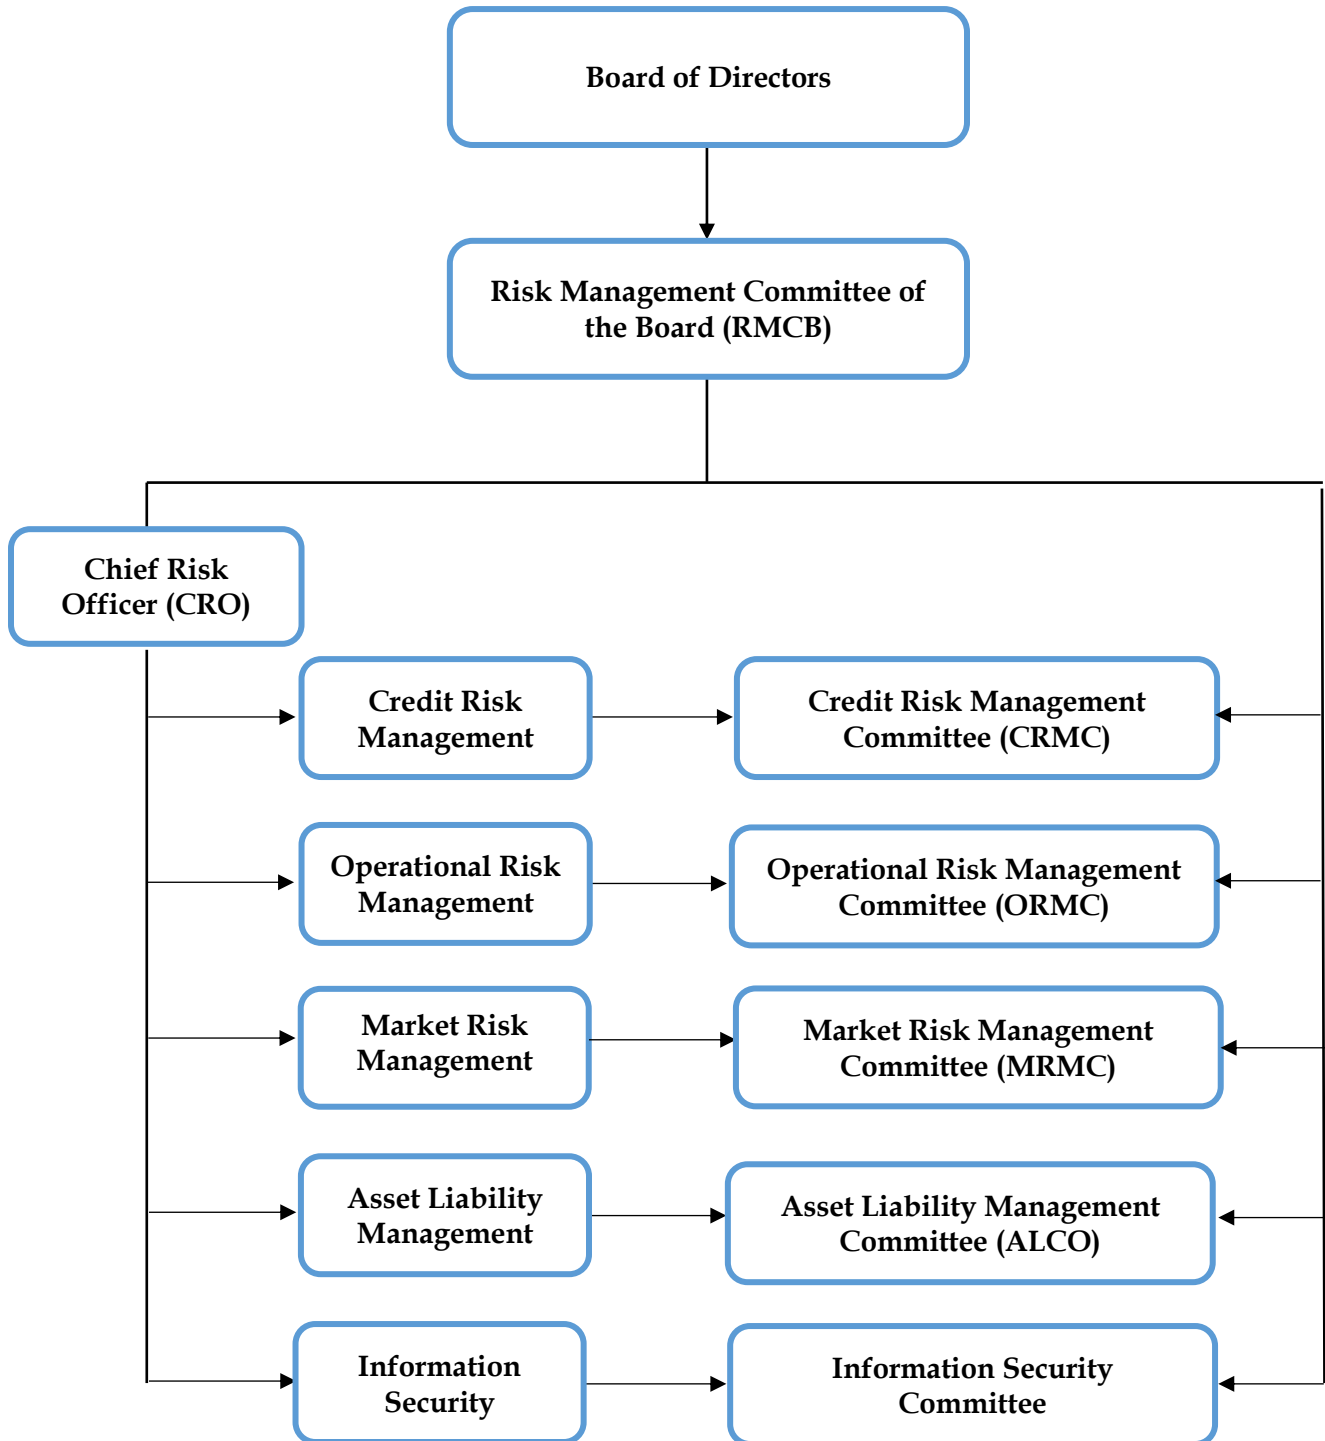 Board of Directors
Risk Management Committee of
the Board (RMCB)
Chief Risk
Officer (CRO)
Credit Risk
Management
Credit Risk Management
Committee (CRMC)
Operational Risk
Management
Operational Risk Management
Committee (ORMC)
Market Risk
Management
Market Risk Management
Committee (MRMC)
Asset Liability
Management
Asset Liability Management
Committee (ALCO)
Information
Security
Information Security
Committee